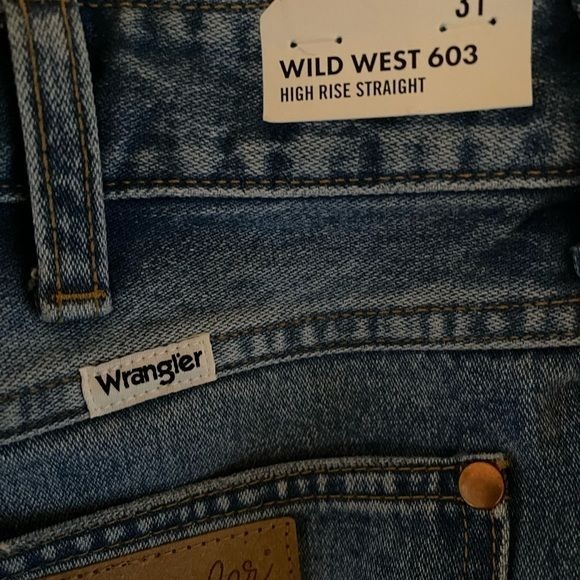 31
WILD WEST 603
HIGH RISE STRAIGHT
Wrangler